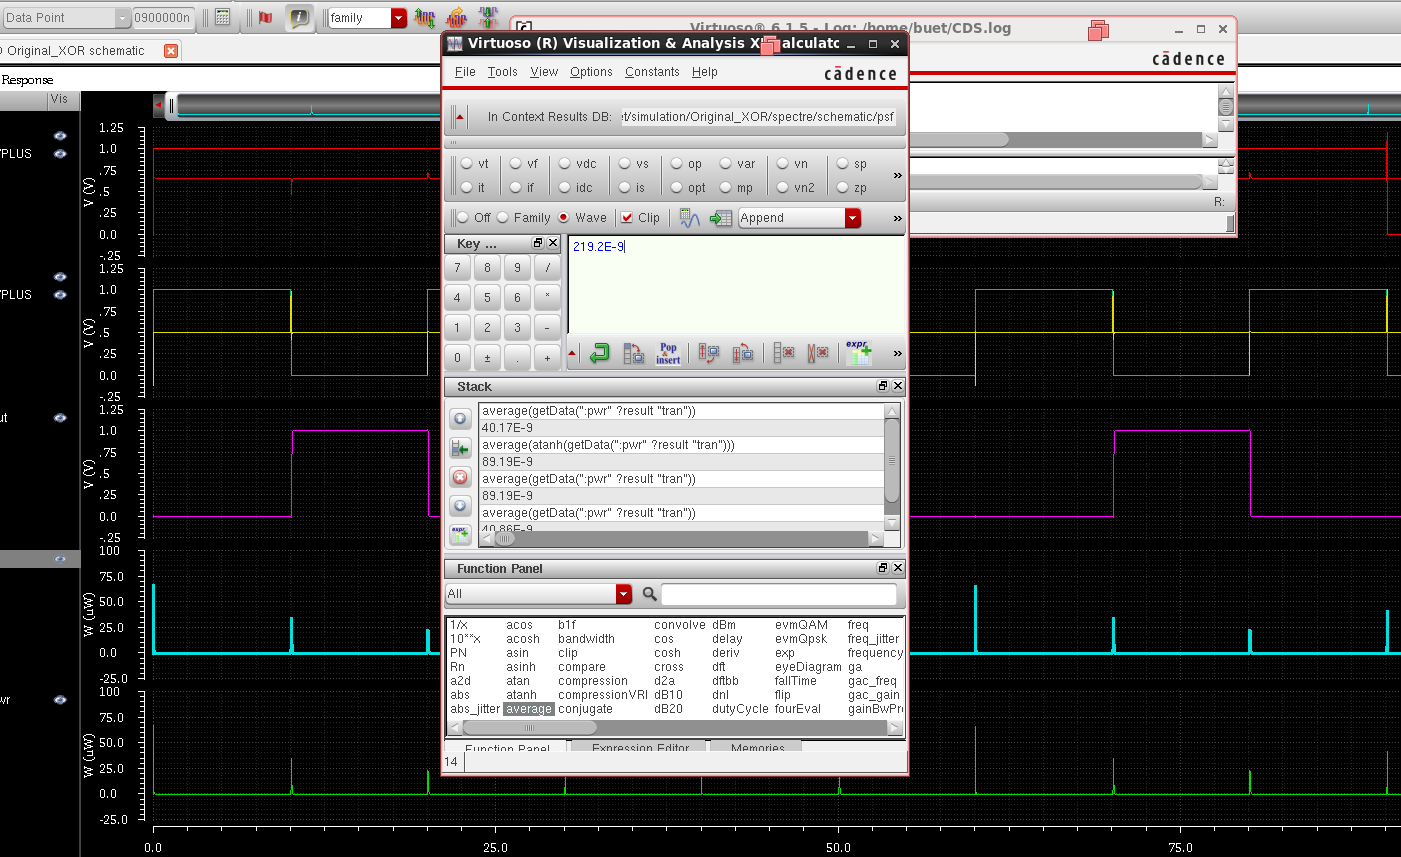 Data Point
0900000n
family
Virtuoso® 6.1.5 - Log: /home/buet/CDS.log
Original_XOR schematic
Virtuoso (R) Visualization & Analysis X
alculato
Response
Vis
File Tools View Options Constants Help
cādence
cādence
In Context Results DB: et/simulation/Original_XOR/spectre/schematic/psf
vt vf vdc vs op var vn sp
it if idc is opt mp vn2 zp
Off Family Wave Clip Append
R:
Key ...
219.2E-9
7 8 9 /
4 5 6 *
1 2 3 -
0 ± . +
Pop & insert
expr
Stack
average(getData(":pwr" ?result "tran"))
40.17E-9
average(atanh(getData(":pwr" ?result "tran")))
89.19E-9
average(getData(":pwr" ?result "tran"))
89.19E-9
average(getData(":pwr" ?result "tran"))
40.86E-9
expr
Function Panel
All
1/x acos b1f convolve dBm evmQAM freq
10**x acosh bandwidth cos delay evmQpsk freq_jitter
PN asin clip cosh deriv exp frequency
Rn asinh compare cross dft eyeDiagram ga
a2d atan compression d2a dftbb fallTime gac_freq
abs atanh compressionVRI dB10 dnl flip gac_gain
abs_jitter average conjugate dB20 dutyCycle fourEval gainBwPr
Function Panel Expression Editor Memories
14
/PLUS
V (V)
1.25
1.0
.75
.5
.25
0.0
-.25
/PLUS
V (V)
1.25
1.0
.75
.5
.25
0.0
-.25
ut
V (V)
1.25
1.0
.75
.5
.25
0.0
-.25
W (uW)
100
75.0
50.0
25.0
0.0
-25.0
wr
W (uW)
100
75.0
50.0
25.0
0.0
-25.0
0.0 25.0 50.0 75.0